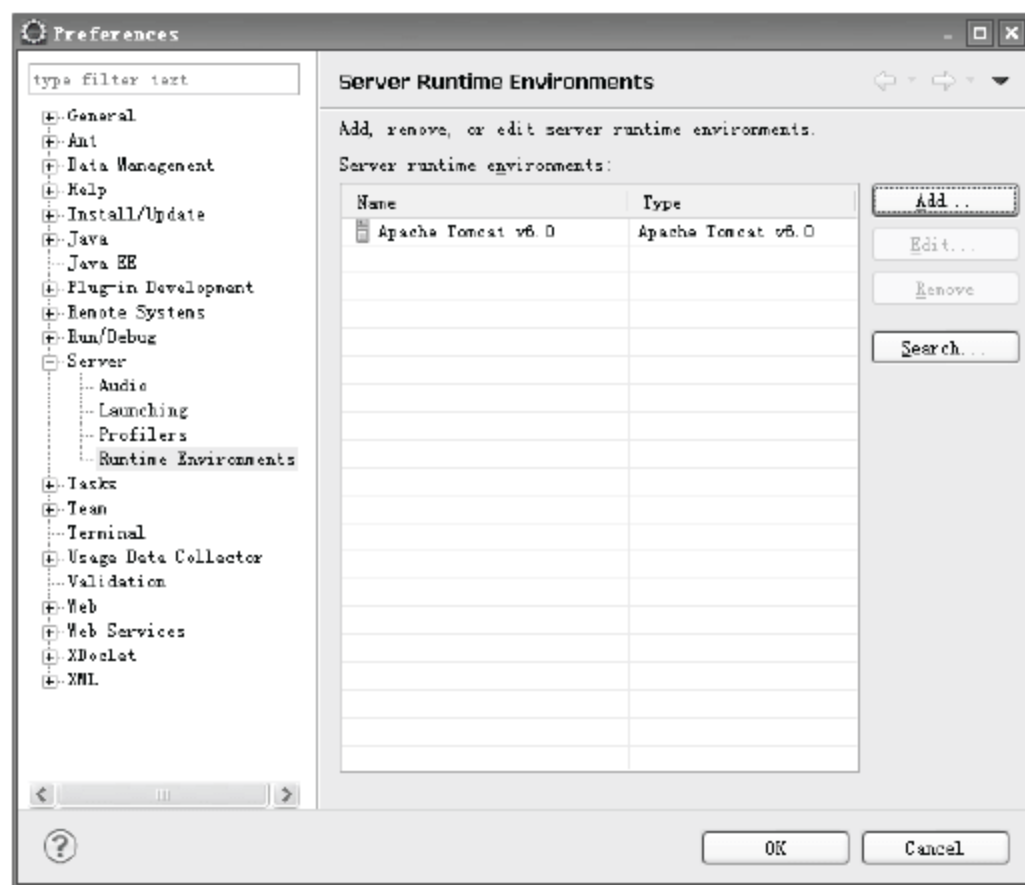 Preferences
type filter text
General
Ant
Data Management
Help
Install/Update
Java
Java EE
Plug-in Development
Remote Systems
Run/Debug
Server
Audio
Launching
Profilers
Runtime Environments
Tasks
Team
Terminal
Usage Data Collector
Validation
Web
Web Services
XDoclet
XML
Server Runtime Environments
Add, remove, or edit server runtime environments.
Server runtime environments:
Name Type
Apache Tomcat v6.0 Apache Tomcat v6.0
Add...
Edit...
Remove
Search...
OK Cancel